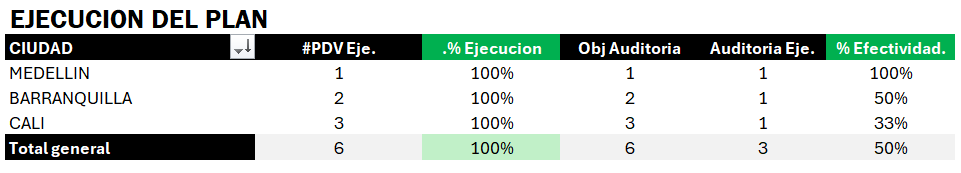 EJECUCION DEL PLAN
CIUDAD #PDV Eje. .% Ejecucion Obj Auditoria Auditoria Eje. % Efectividad.
MEDELLIN 1 100% 1 1 100%
BARRANQUILLA 2 100% 2 1 50%
CALI 3 100% 3 1 33%
Total general 6 100% 6 3 50%